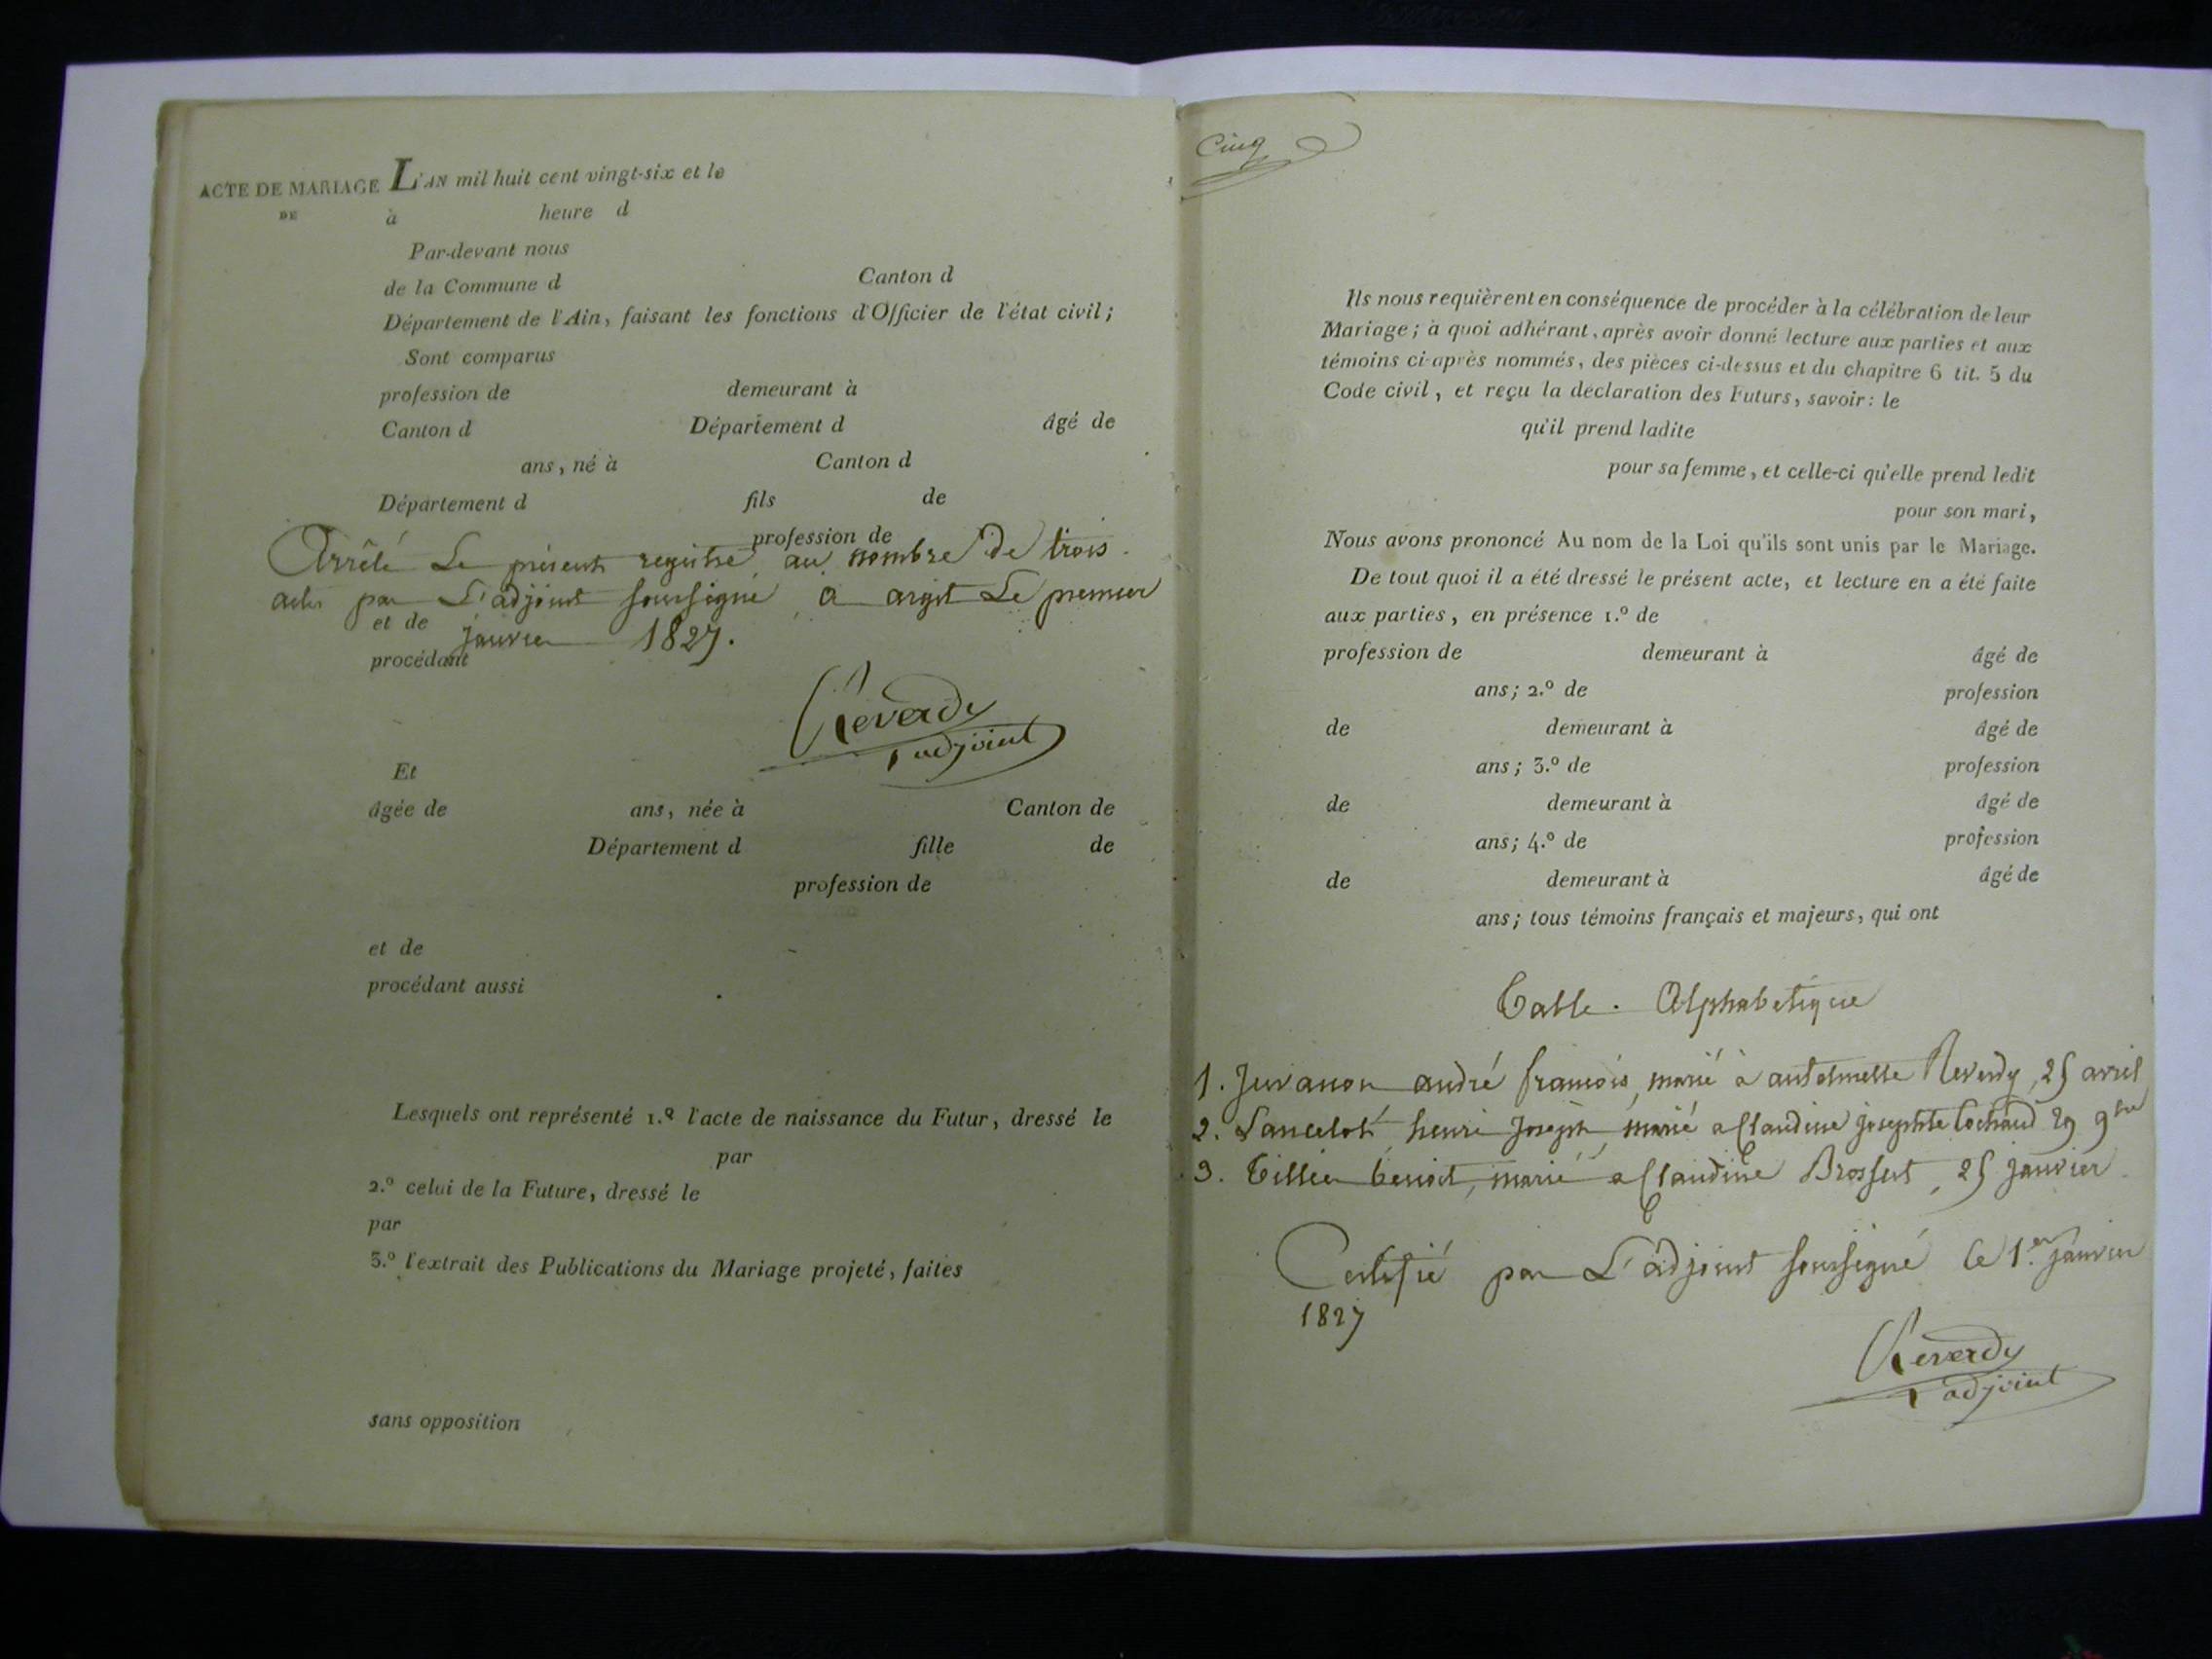 ACTE DE MARIAGE L'AN mil huit cent vingt-six et le
DE à heure d
Par-devant nous
de la Commune d Canton d
Département de l'Ain, faisant les fonctions d'Officier de l'état civil;
Sont comparus
profession de demeurant à
Canton d Département d âgé de
ans, né à Canton d
Département d fils de
profession de
Arrêté Le présent registre au nombre de trois
actes par L'adjoint soussigné a argit Le premier
et de
janvier 1827.
procédant
Reverdy
adjoint
Et
âgée de ans, née à Canton de
Département d fille de
profession de
et de
procédant aussi
Lesquels ont représenté 1.º l'acte de naissance du Futur, dressé le
par
2.º celui de la Future, dressé le
par
3.º l'extrait des Publications du Mariage projeté, faites
sans opposition
Cinq
Ils nous requièrent en conséquence de procéder à la célébration de leur
Mariage; à quoi adhérant, après avoir donné lecture aux parties et aux
témoins ci-après nommés, des pièces ci-dessus et du chapitre 6 tit. 5 du
Code civil, et reçu la déclaration des Futurs, savoir: le
qu'il prend ladite
pour sa femme, et celle-ci qu'elle prend ledit
pour son mari,
Nous avons prononcé Au nom de la Loi qu'ils sont unis par le Mariage.
De tout quoi il a été dressé le présent acte, et lecture en a été faite
aux parties, en présence 1.º de
profession de demeurant à âgé de
ans; 2.º de profession
de demeurant à âgé de
ans; 3.º de profession
de demeurant à âgé de
ans; 4.º de profession
de demeurant à âgé de
ans; tous témoins français et majeurs, qui ont
Table. Alphabetique
1. Juvanon andré francois, marié à antelmette Reverdy, 25 avril
2. Lancelot henri Joseph, marié a Claudine josephte Cochaud 29 9bre
3. Tillier benoit, marié a Claudine Brossert, 25 janvier
Certifié par L'adjoint soussigné le 1.er janvier
1827
Reverdy
adjoint